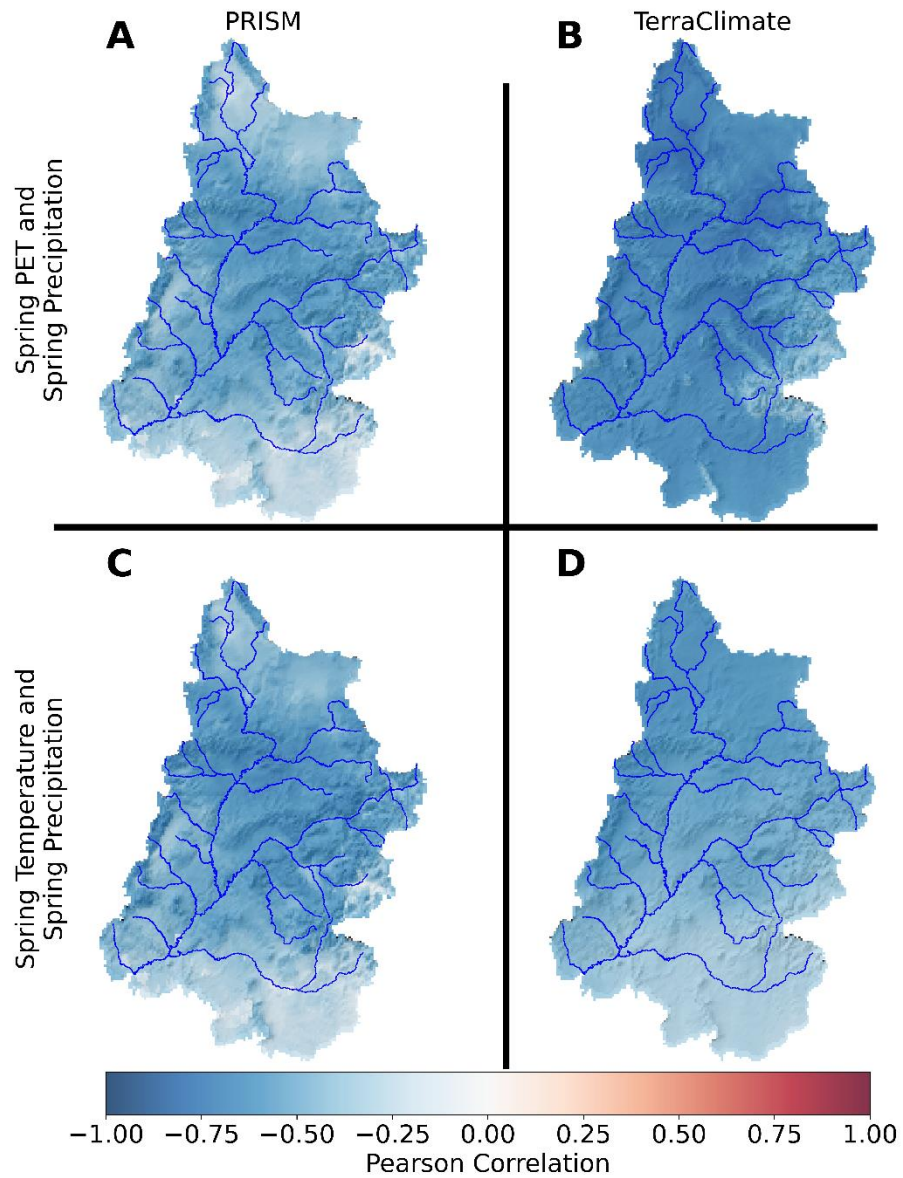 A
PRISM
B
TerraClimate
Spring PET and
Spring Precipitation
C
D
Spring Temperature and
Spring Precipitation
−1.00 −0.75 −0.50 −0.25 0.00 0.25 0.50 0.75 1.00
Pearson Correlation